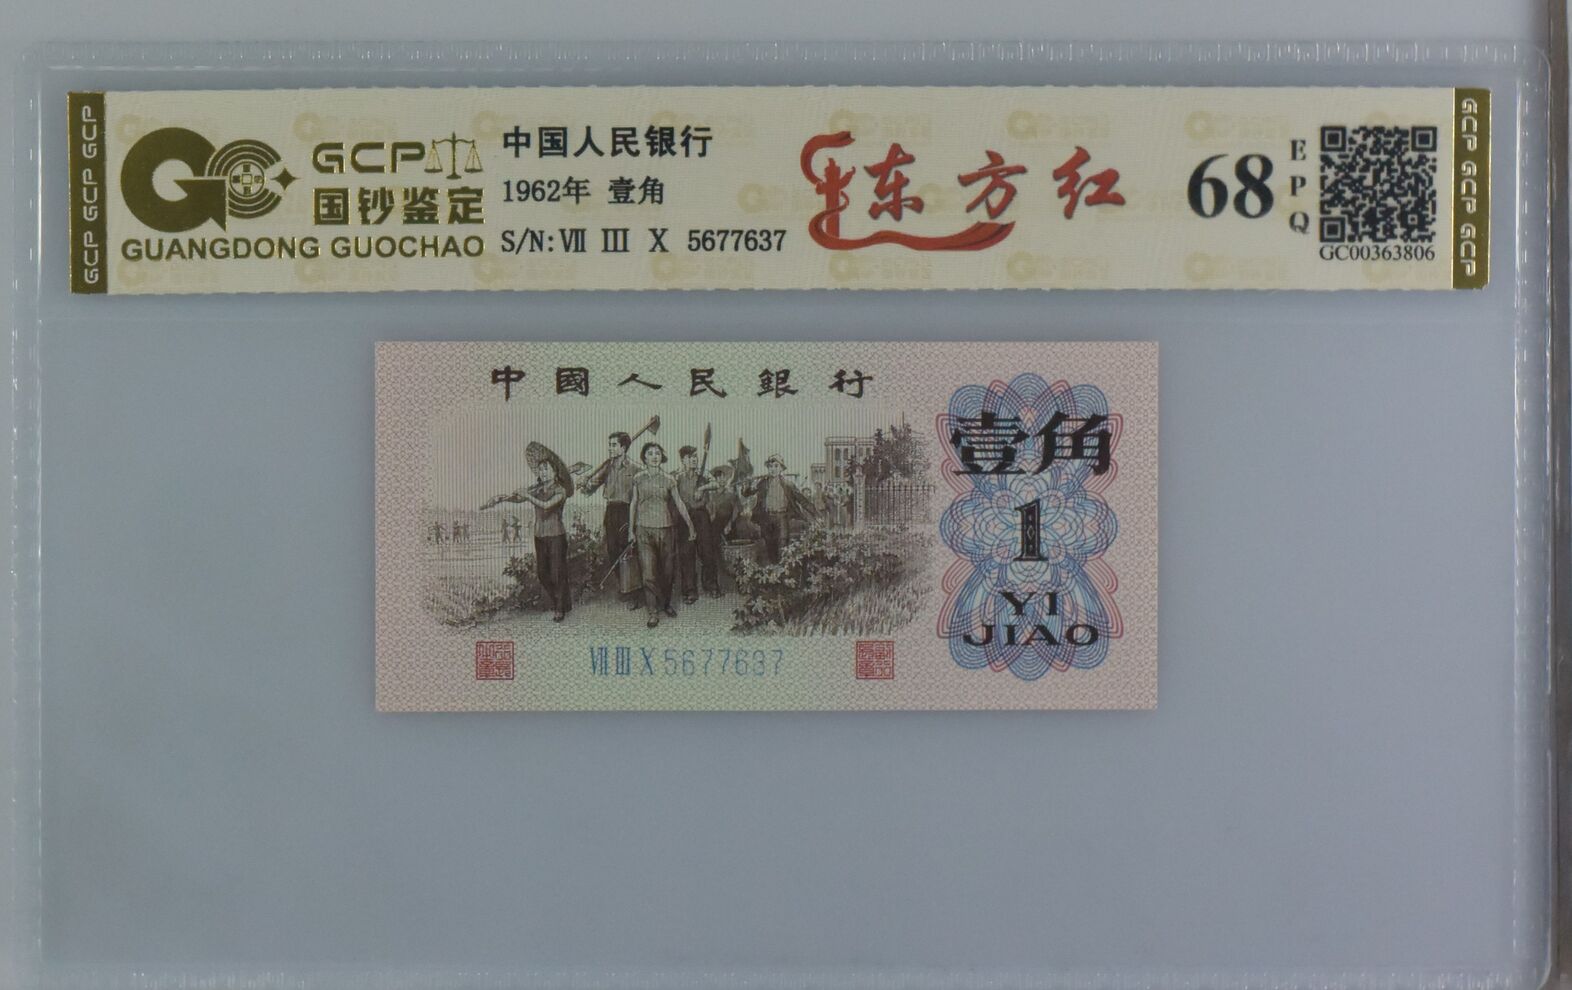 GCP GCP GCP
GCP
国钞鉴定
GUANGDONG GUOCHAO
中国人民银行
1962年 壹角
S/N: Ⅶ Ⅲ Ⅹ 5677637
东方红
68
EPQ
GC00363806
GCP GCP GCP
中國人民銀行
壹角
1
YI
JIAO
Ⅶ Ⅲ Ⅹ 5677637